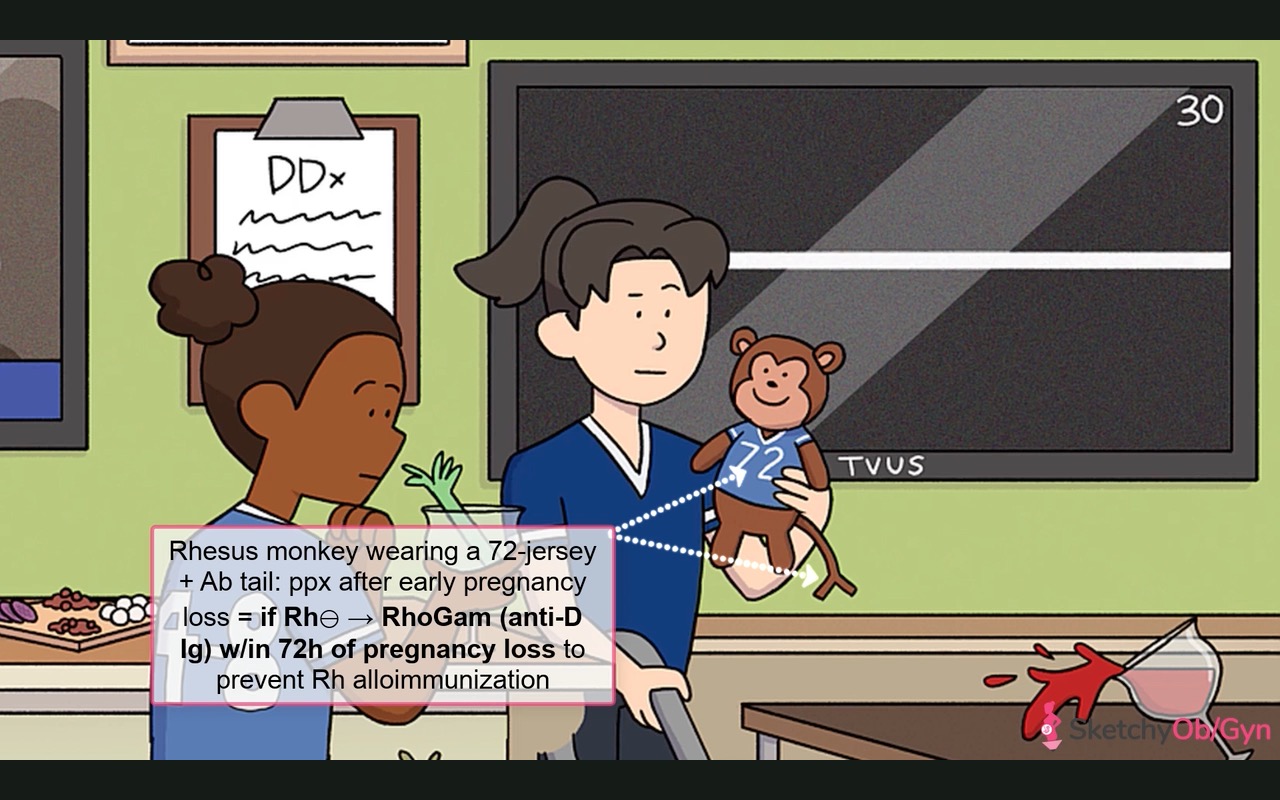 DDx
30
72
TVUS
Rhesus monkey wearing a 72-jersey
+ Ab tail: ppx after early pregnancy
loss = if Rh⊖ → RhoGam (anti-D
Ig) w/in 72h of pregnancy loss to
prevent Rh alloimmunization
48
SketchyOb/Gyn